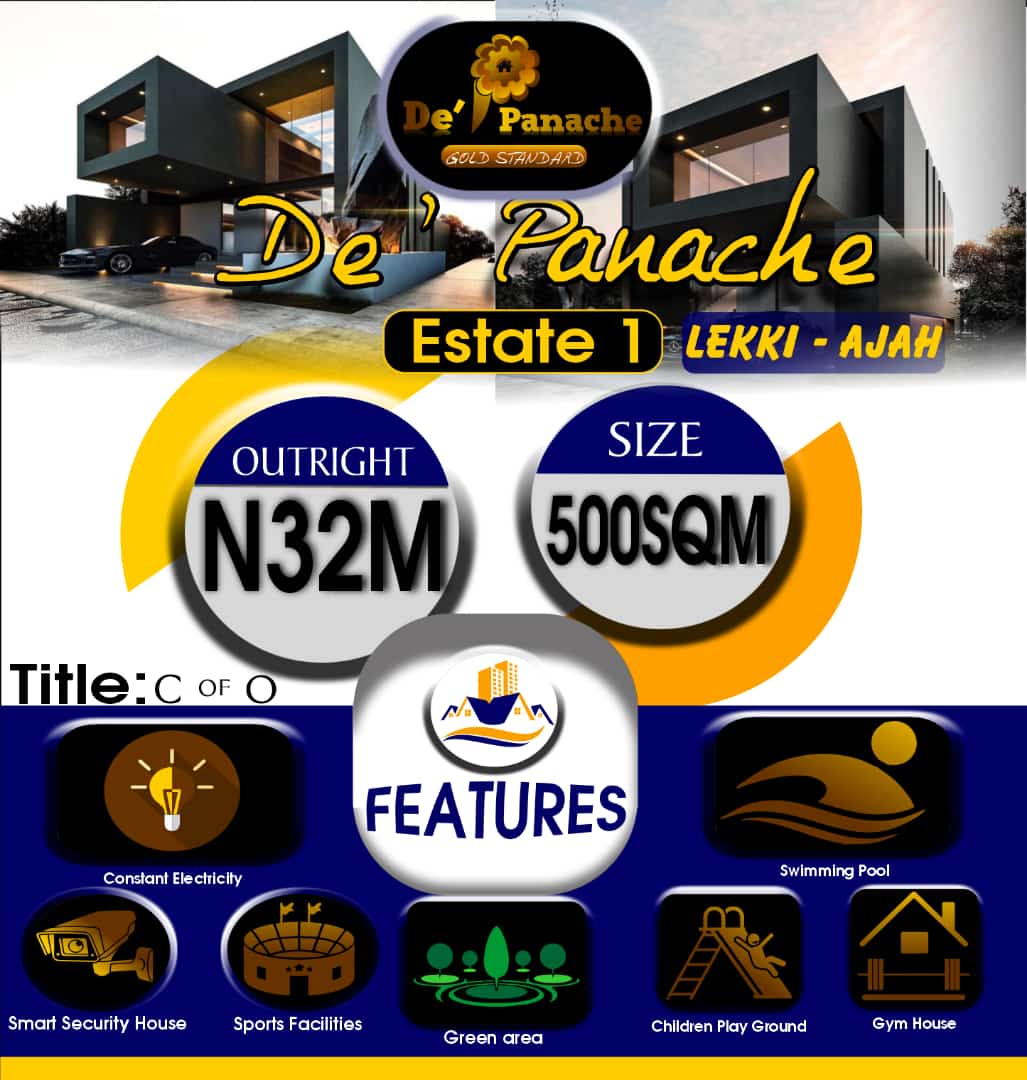 De' Panache
GOLD STANDARD
De' Panache
Estate 1
LEKKI - AJAH
OUTRIGHT
N32M
SIZE
500SQM
Title: C OF O
FEATURES
Constant Electricity
Swimming Pool
Smart Security House
Sports Facilities
Green area
Children Play Ground
Gym House